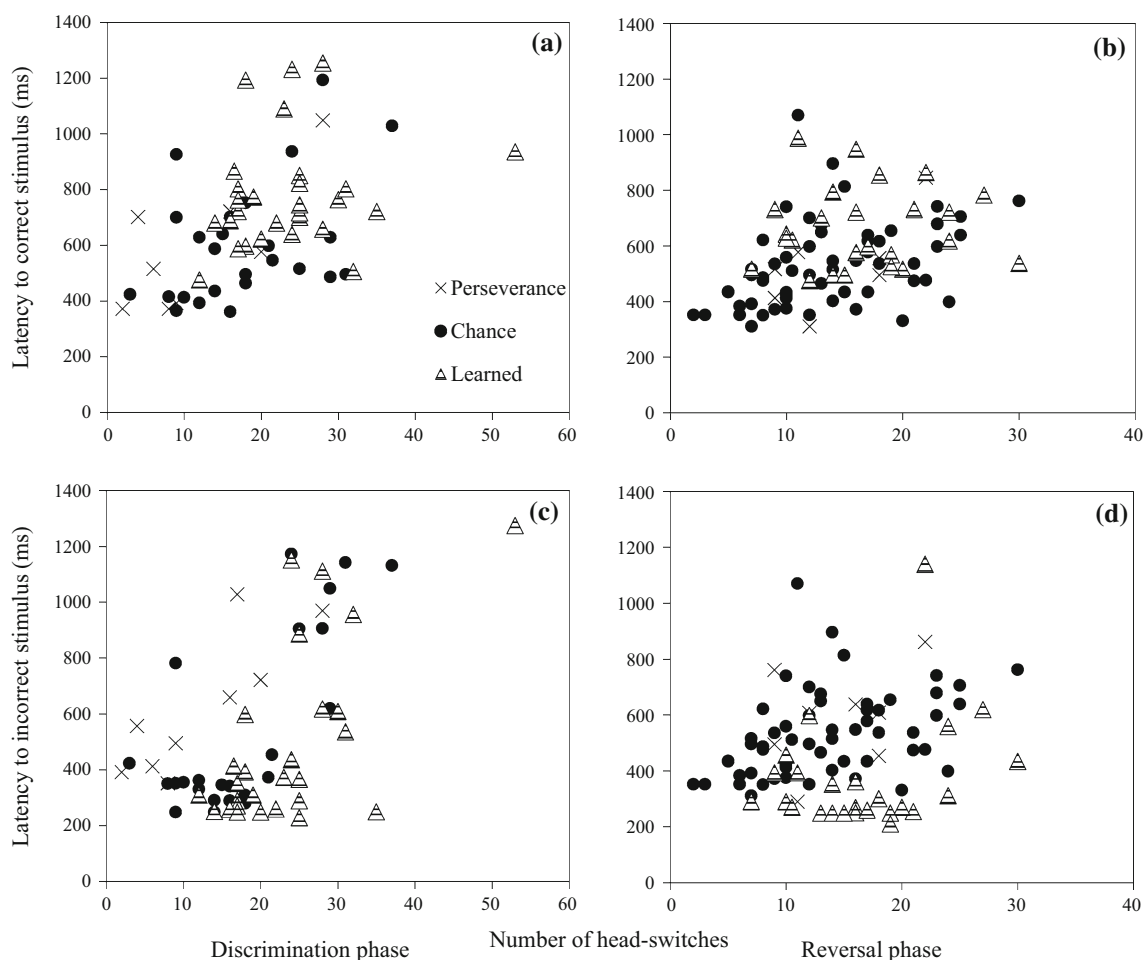 (a)
1400
1200
1000
800
600
400
200
0
0 10 20 30 40 50 60
Latency to correct stimulus (ms)
Perseverance
Chance
Learned
(b)
1400
1200
1000
800
600
400
200
0
0 10 20 30 40
(c)
1400
1200
1000
800
600
400
200
0
0 10 20 30 40 50 60
Latency to incorrect stimulus (ms)
(d)
1400
1200
1000
800
600
400
200
0
0 10 20 30 40
Number of head-switches
Discrimination phase
Reversal phase